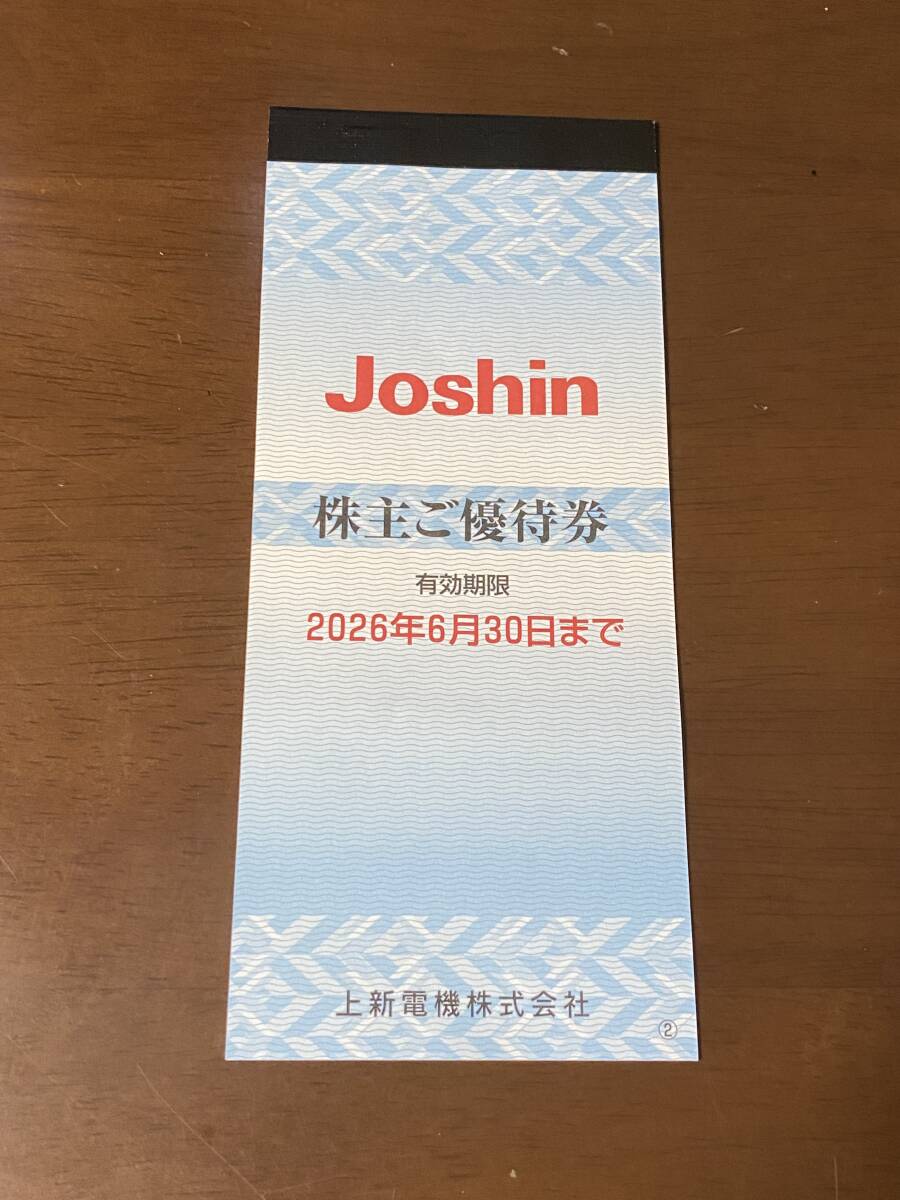 Joshin
株主ご優待券
有効期限
2026年6月30日まで
上新電機株式会社
②